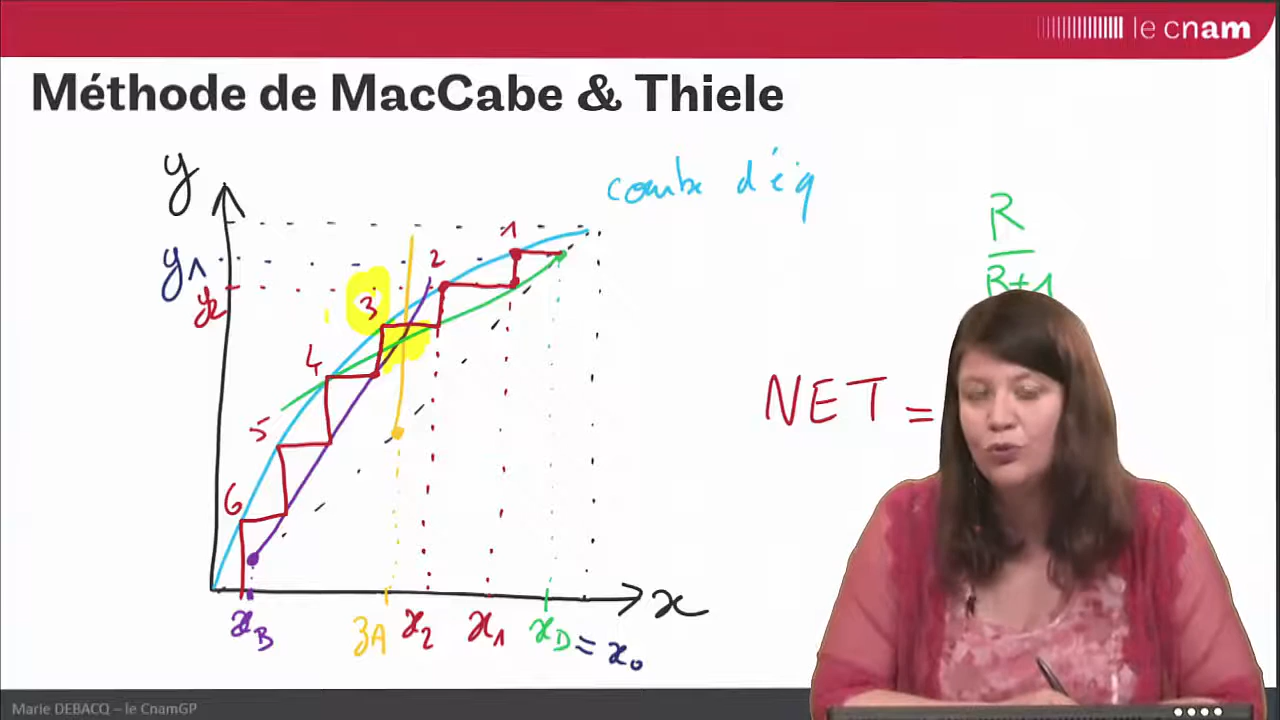 le cnam
Méthode de MacCabe & Thiele
y
courbe d'éq
y1
y2
1
2
3
4
5
6
R
R+1
NET =
x
xB
zA
x2
x1
xD = x0
Marie DEBACQ – le CnamGP